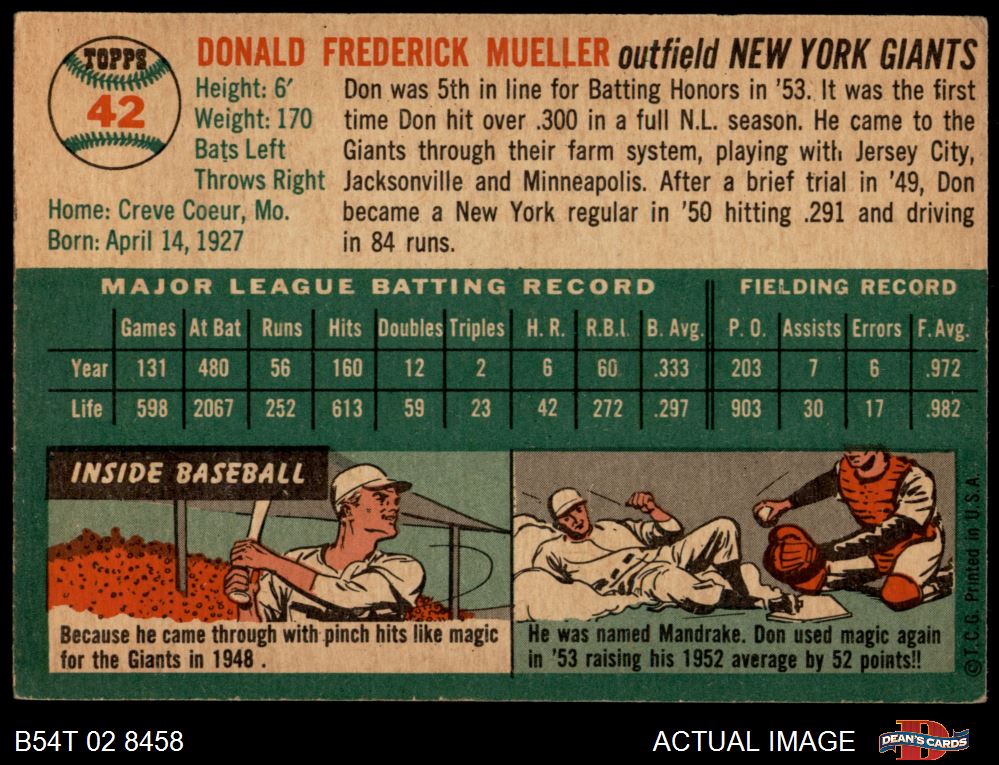 TOPPS
42
DONALD FREDERICK MUELLER outfield NEW YORK GIANTS
Height: 6'
Weight: 170
Bats Left
Throws Right
Home: Creve Coeur, Mo.
Born: April 14, 1927
Don was 5th in line for Batting Honors in '53. It was the first
time Don hit over .300 in a full N.L. season. He came to the
Giants through their farm system, playing with Jersey City,
Jacksonville and Minneapolis. After a brief trial in '49, Don
became a New York regular in '50 hitting .291 and driving
in 84 runs.
MAJOR LEAGUE BATTING RECORD FIELDING RECORD
Games At Bat Runs Hits Doubles Triples H. R. R.B.I. B. Avg. P. O. Assists Errors F. Avg.
Year 131 480 56 160 12 2 6 60 .333 203 7 6 .972
Life 598 2067 252 613 59 23 42 272 .297 903 30 17 .982
INSIDE BASEBALL
Because he came through with pinch hits like magic
for the Giants in 1948 .
He was named Mandrake. Don used magic again
in '53 raising his 1952 average by 52 points!!
©T.C.G. Printed in U.S.A.
B54T 02 8458
ACTUAL IMAGE
D
DEAN'S CARDS